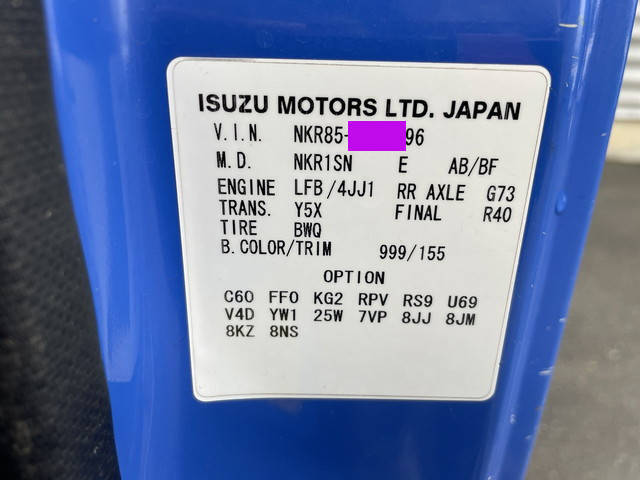 ISUZU MOTORS LTD. JAPAN
V.I.N. NKR85- 96
M.D. NKR1SN E AB/BF
ENGINE LFB/4JJ1 RR AXLE G73
TRANS. Y5X FINAL R40
TIRE BWQ
B.COLOR/TRIM 999/155
OPTION
C60 FF0 KG2 RPV RS9 U69
V4D YW1 25W 7VP 8JJ 8JM
8KZ 8NS